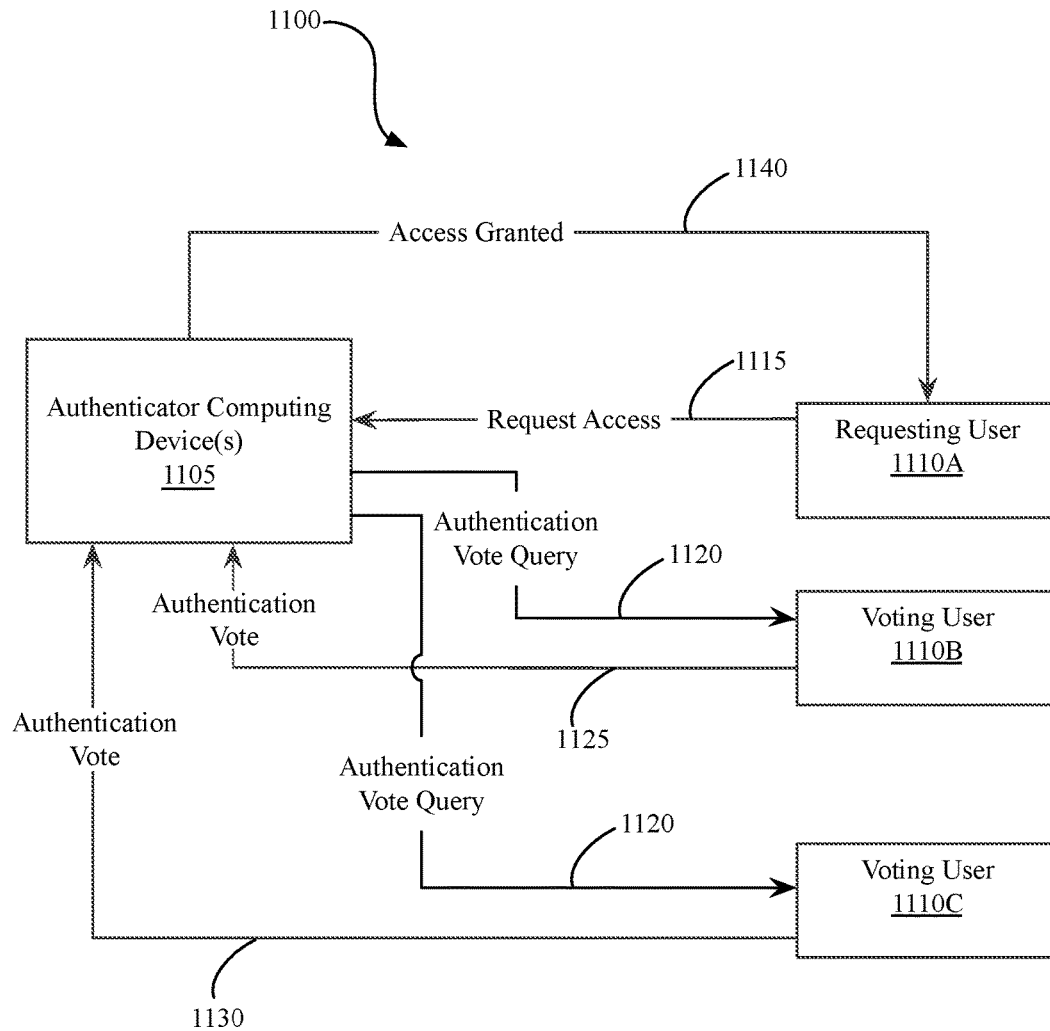 1100
1140
Access Granted
1115
Authenticator Computing
Device(s)
1105
Request Access
Requesting User
1110A
Authentication
Vote Query
1120
Authentication
Vote
Voting User
1110B
1125
Authentication
Vote
Authentication
Vote Query
1120
Voting User
1110C
1130